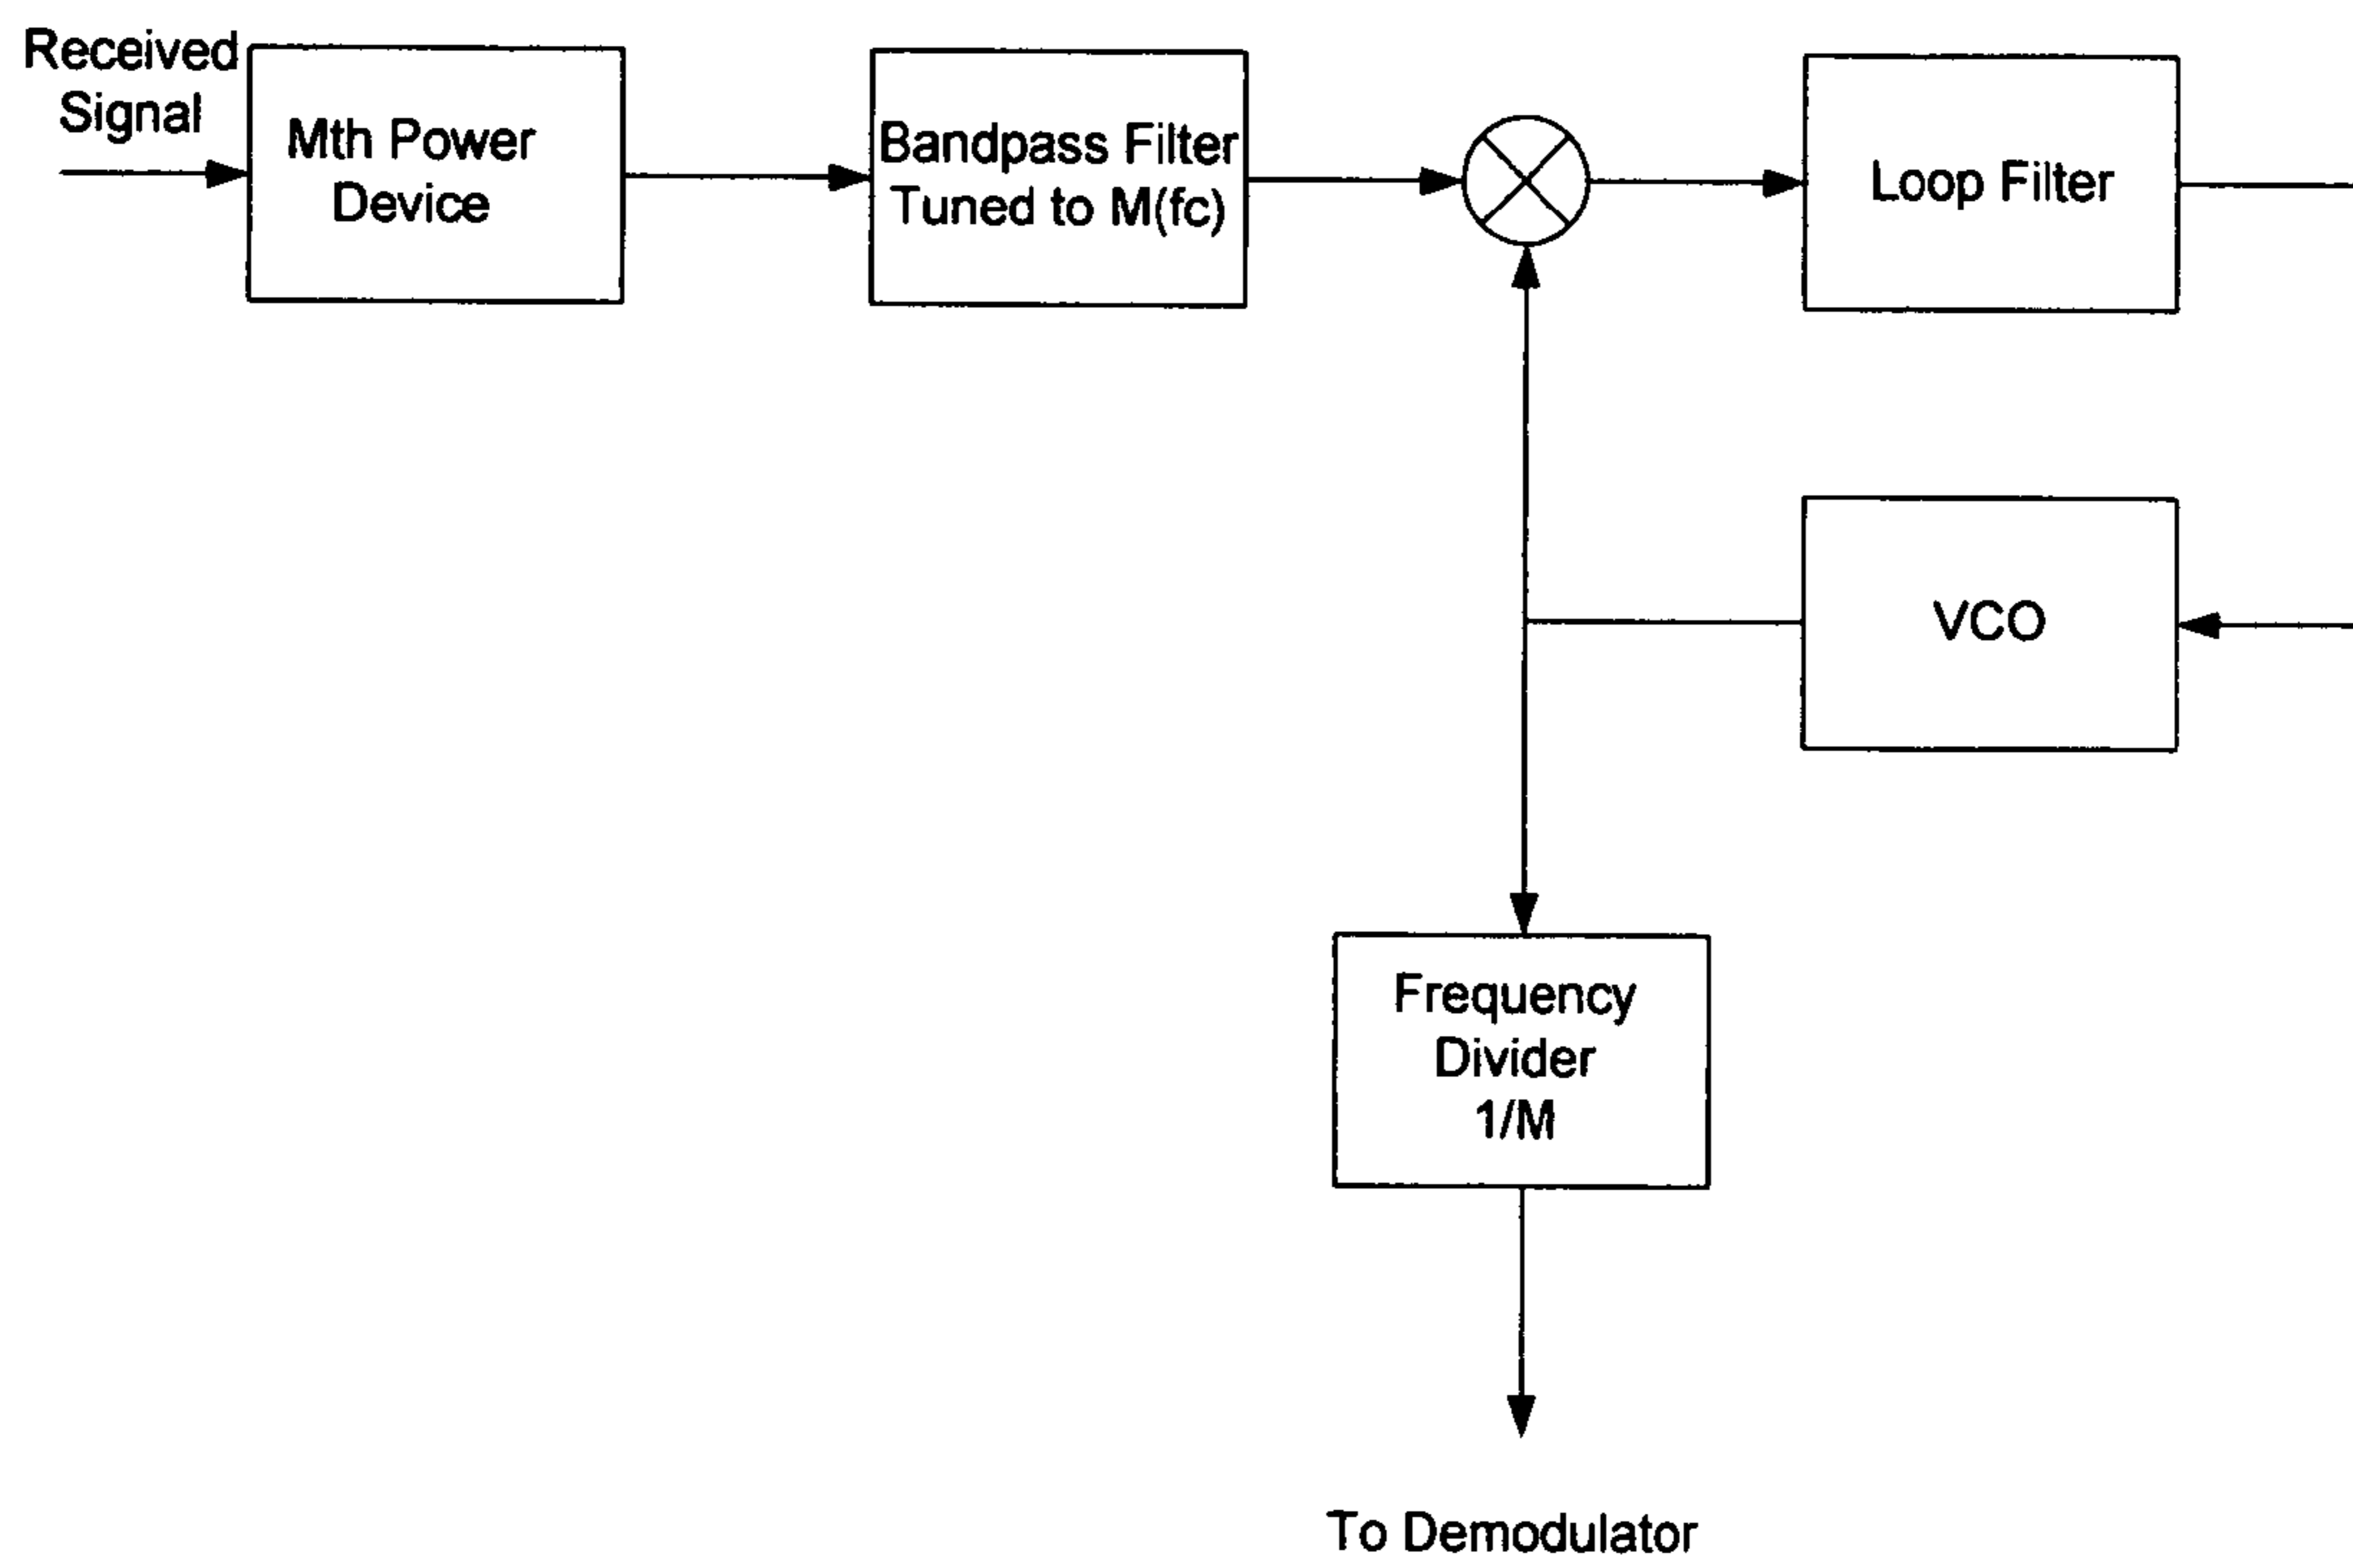 Received
Signal
Mth Power
Device
Bandpass Filter
Tuned to M(fc)
Loop Filter
VCO
Frequency
Divider
1/M
To Demodulator